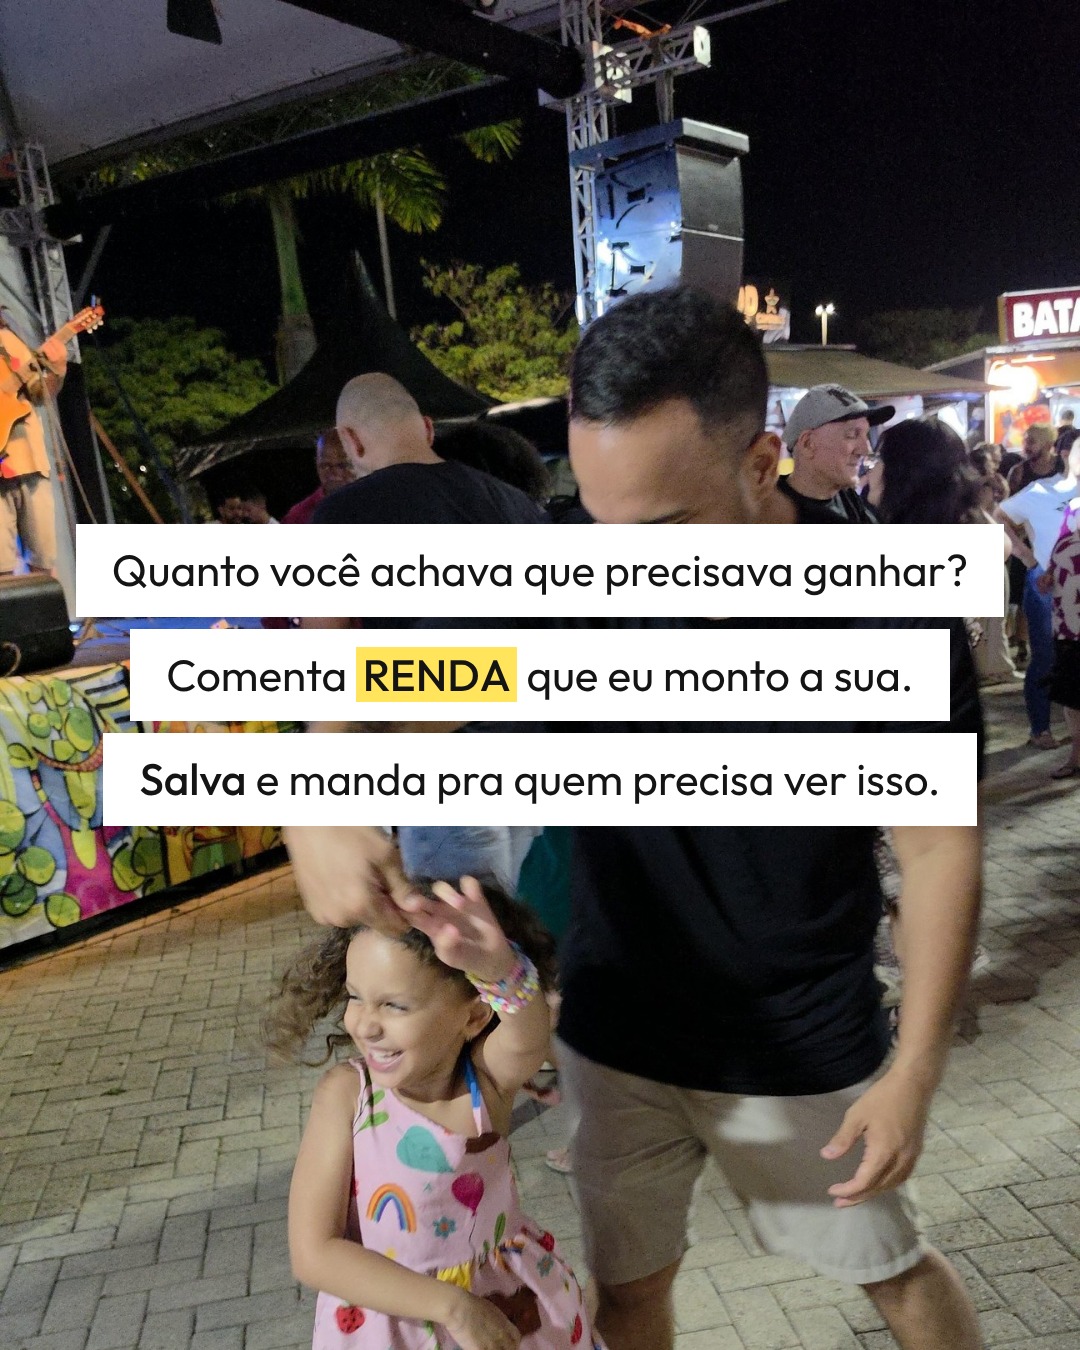 BATA
Quanto você achava que precisava ganhar?
Comenta RENDA que eu monto a sua.
Salva e manda pra quem precisa ver isso.